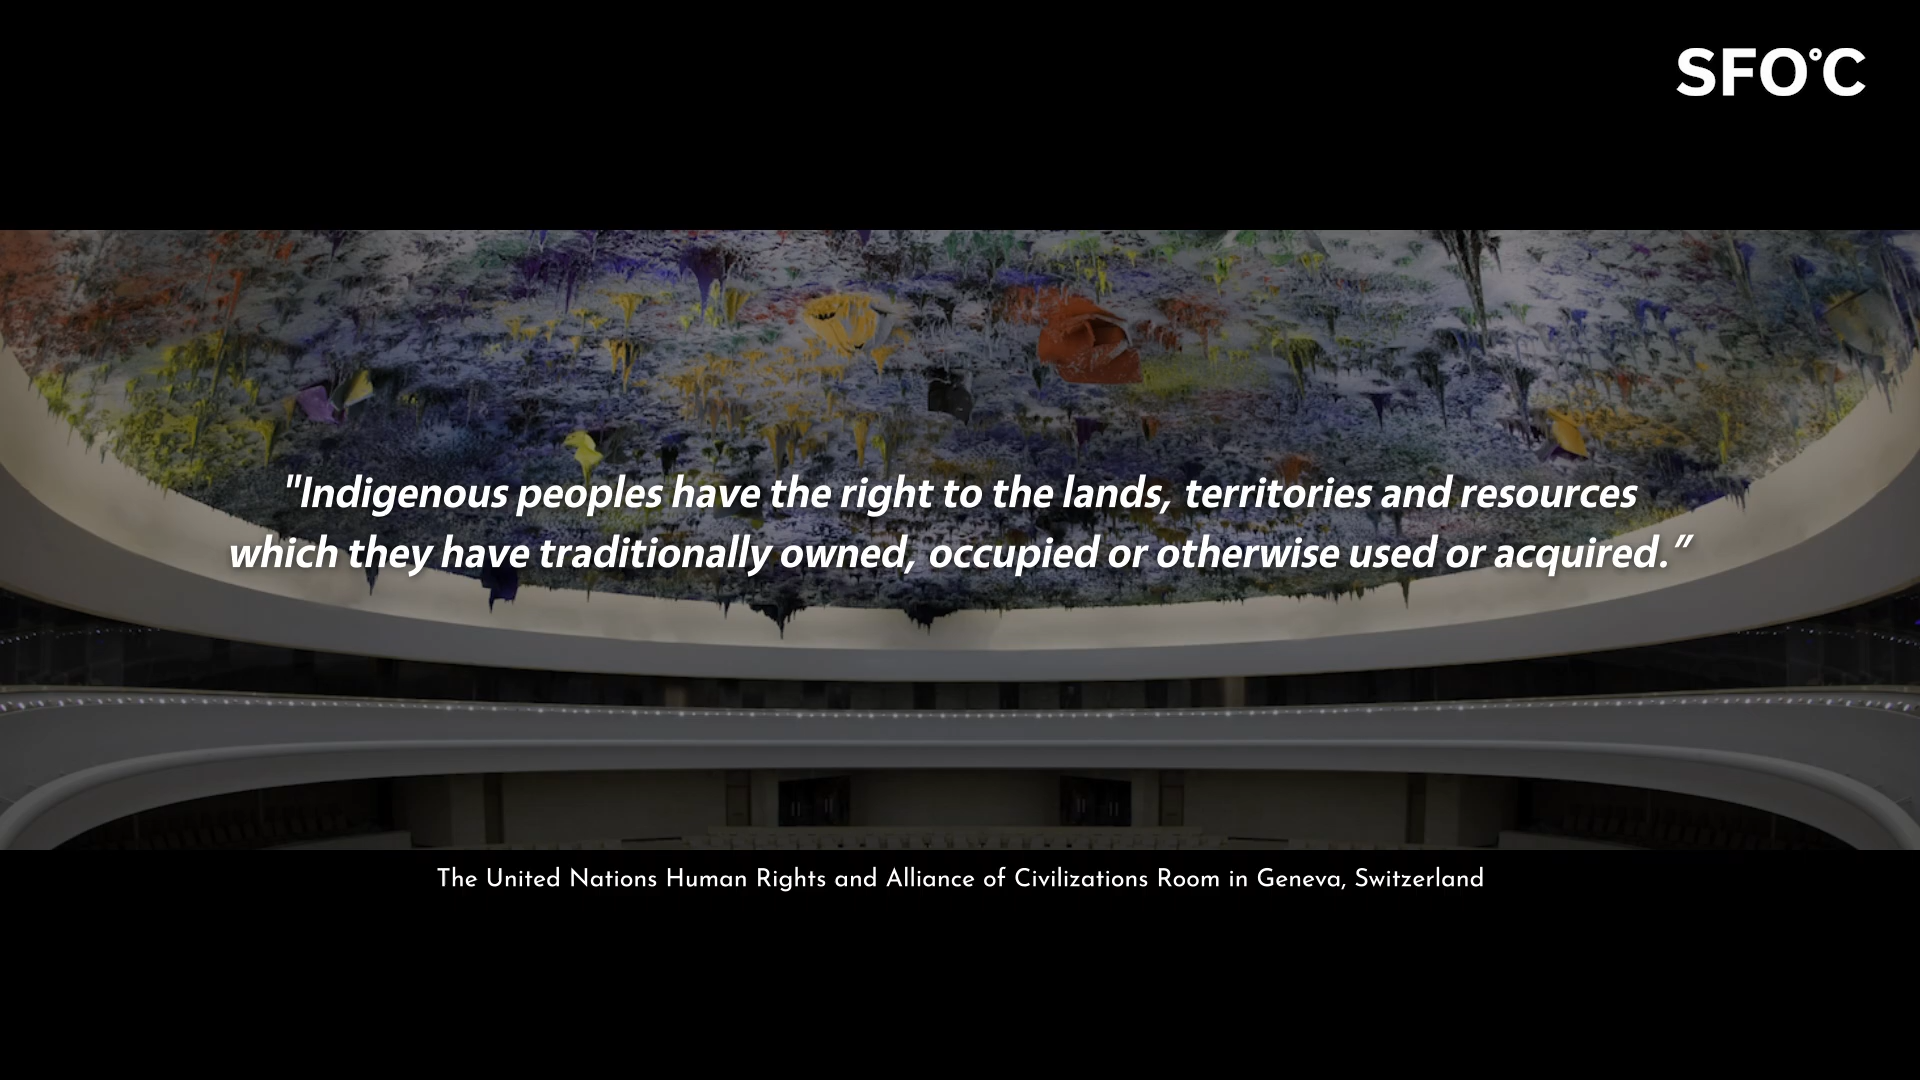 SFO°C
"Indigenous peoples have the right to the lands, territories and resources
which they have traditionally owned, occupied or otherwise used or acquired.”
The United Nations Human Rights and Alliance of Civilizations Room in Geneva, Switzerland